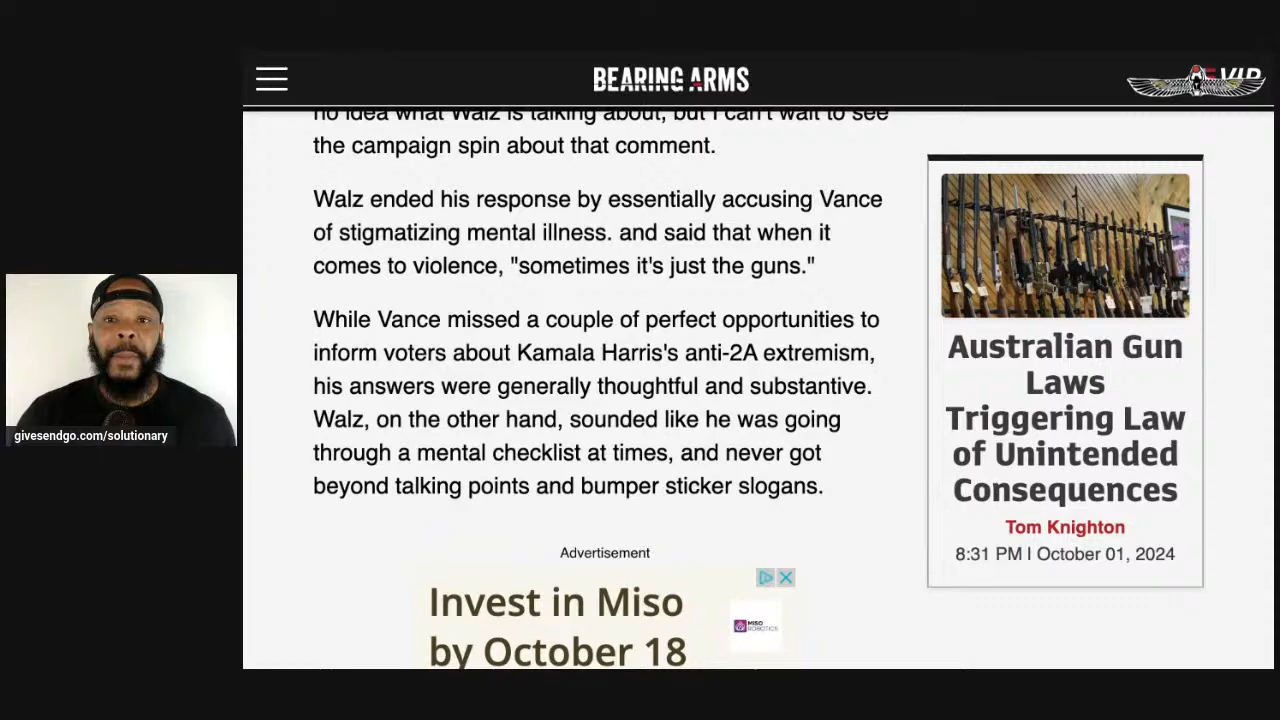 BEARING ARMS
VIP
no idea what Walz is talking about, but I can't wait to see
the campaign spin about that comment.
Walz ended his response by essentially accusing Vance
of stigmatizing mental illness. and said that when it
comes to violence, "sometimes it's just the guns."
While Vance missed a couple of perfect opportunities to
inform voters about Kamala Harris's anti-2A extremism,
his answers were generally thoughtful and substantive.
Walz, on the other hand, sounded like he was going
through a mental checklist at times, and never got
beyond talking points and bumper sticker slogans.
Advertisement
Invest in Miso
by October 18
MISO
ROBOTICS
Australian Gun
Laws
Triggering Law
of Unintended
Consequences
Tom Knighton
8:31 PM | October 01, 2024
givesendgo.com/solutionary